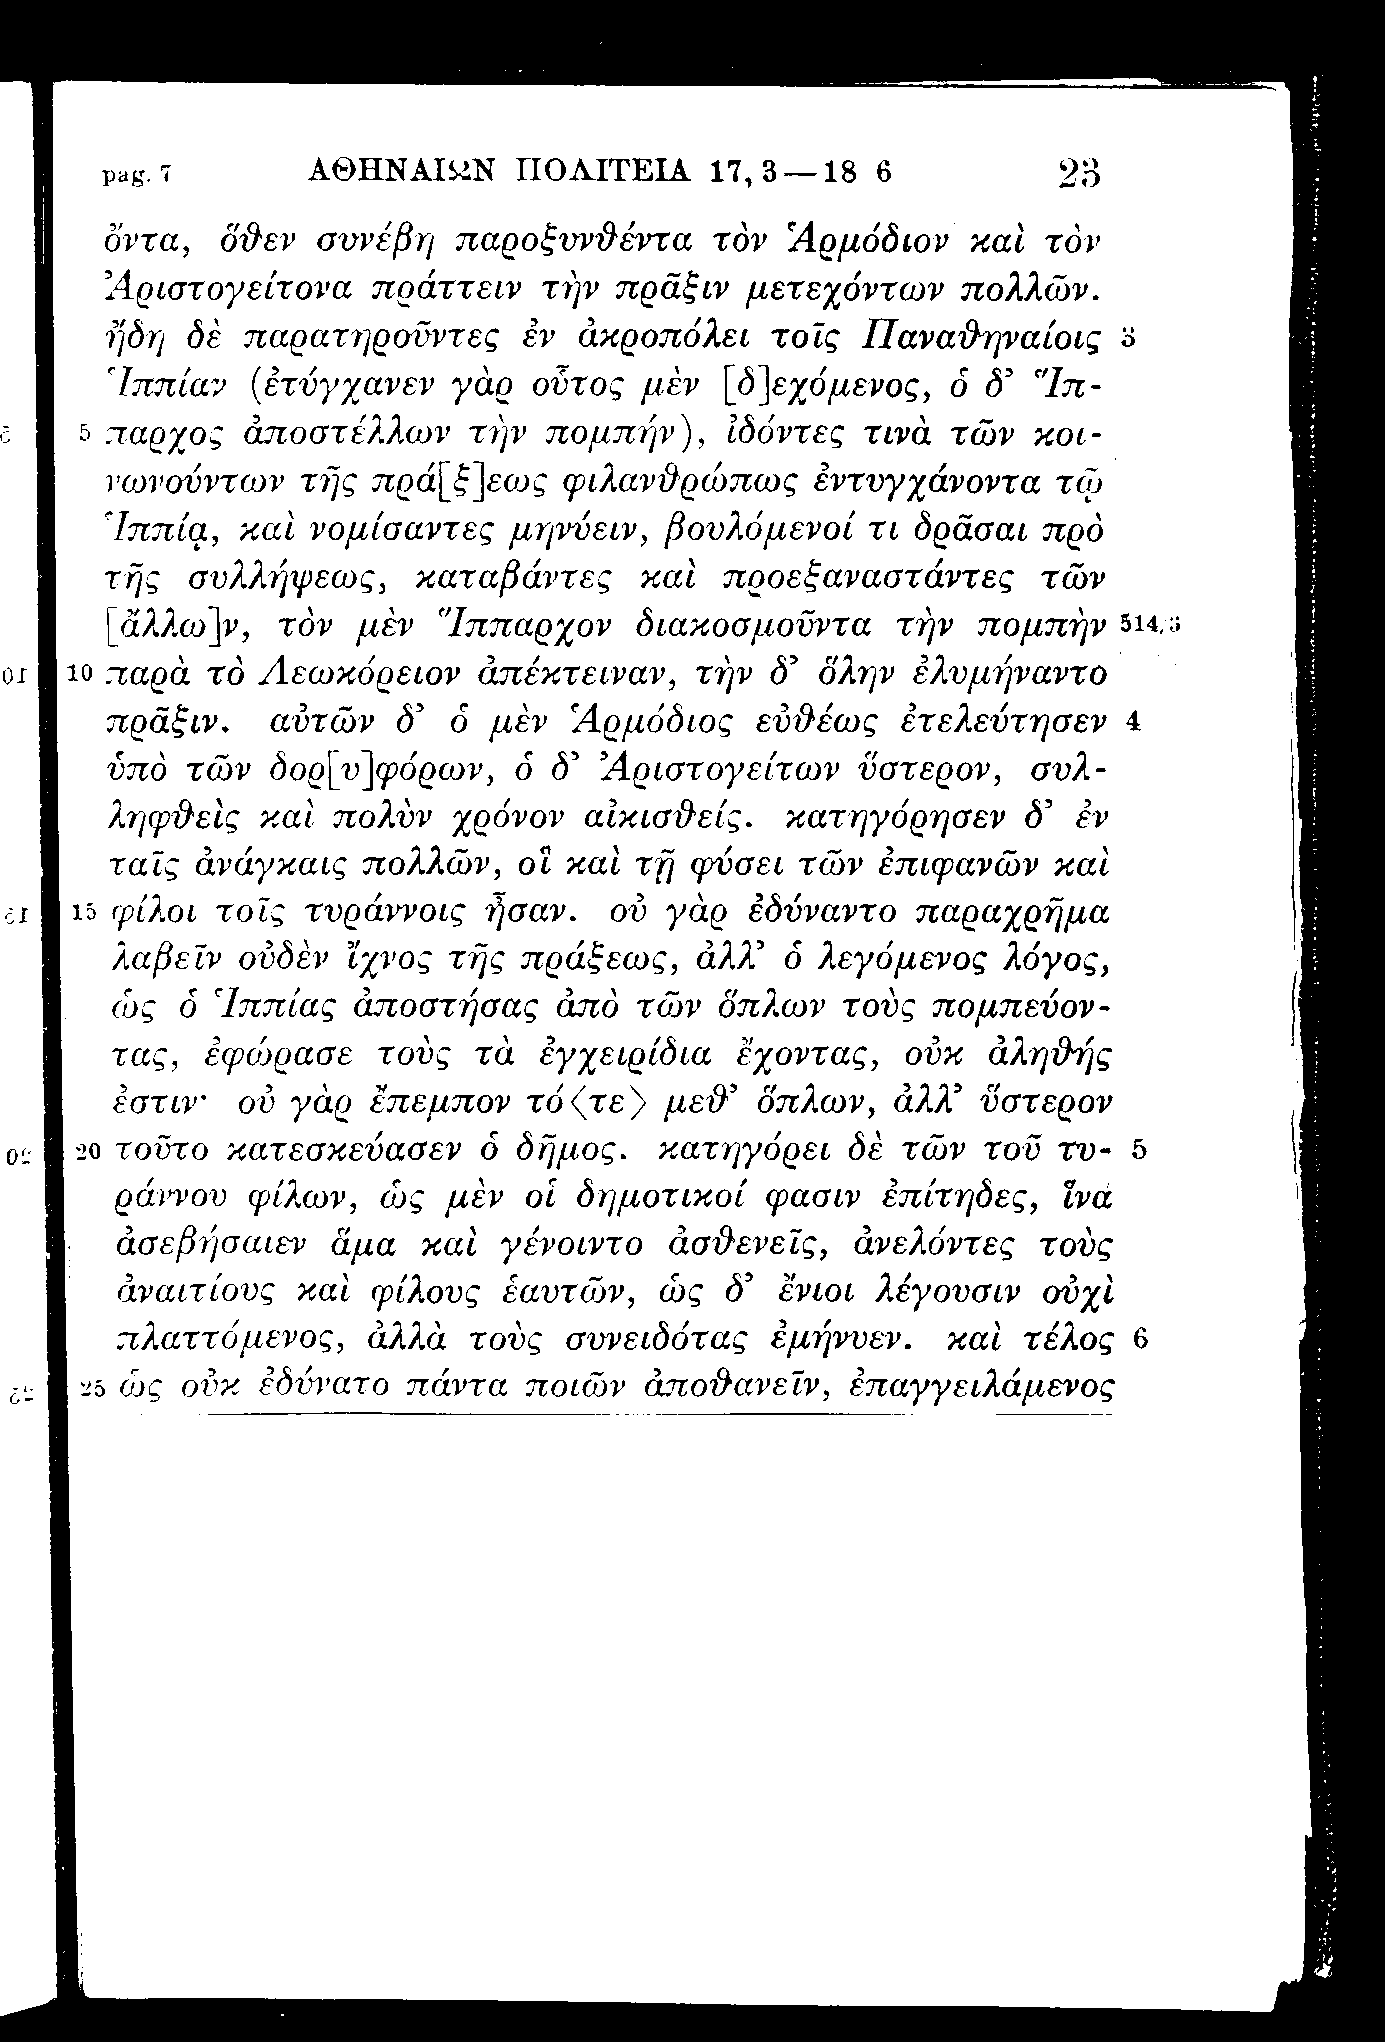 pag. 7 ΑΘΗΝΑΙΩΝ ΠΟΛΙΤΕΙΑ 17, 3—18 6 23
ὄντα, ὅθεν συνέβη παροξυνθέντα τὸν Ἁρμόδιον καὶ τὸν
Ἀριστογείτονα πράττειν τὴν πρᾶξιν μετεχόντων πολλῶν.
ἤδη δὲ παρατηροῦντες ἐν ἀκροπόλει τοῖς Παναθηναίοις 3
Ἱππίαν (ἐτύγχανεν γὰρ οὗτος μὲν [δ]εχόμενος, ὁ δ’ Ἵπ-
5 παρχος ἀποστέλλων τὴν πομπήν), ἰδόντες τινὰ τῶν κοι-
νωνούντων τῆς πρά[ξ]εως φιλανθρώπως ἐντυγχάνοντα τῷ
Ἱππίᾳ, καὶ νομίσαντες μηνύειν, βουλόμενοί τι δρᾶσαι πρὸ
τῆς συλλήψεως, καταβάντες καὶ προεξαναστάντες τῶν
[ἄλλω]ν, τὸν μὲν Ἵππαρχον διακοσμοῦντα τὴν πομπὴν 514,3
10 παρὰ τὸ Λεωκόρειον ἀπέκτειναν, τὴν δ’ ὅλην ἐλυμήναντο
πρᾶξιν. αὐτῶν δ’ ὁ μὲν Ἁρμόδιος εὐθέως ἐτελεύτησεν 4
ὑπὸ τῶν δορ[υ]φόρων, ὁ δ’ Ἀριστογείτων ὕστερον, συλ-
ληφθεὶς καὶ πολὺν χρόνον αἰκισθείς. κατηγόρησεν δ’ ἐν
ταῖς ἀνάγκαις πολλῶν, οἳ καὶ τῇ φύσει τῶν ἐπιφανῶν καὶ
15 φίλοι τοῖς τυράννοις ἦσαν. οὐ γὰρ ἐδύναντο παραχρῆμα
λαβεῖν οὐδὲν ἴχνος τῆς πράξεως, ἀλλ’ ὁ λεγόμενος λόγος,
ὡς ὁ Ἱππίας ἀποστήσας ἀπὸ τῶν ὅπλων τοὺς πομπεύον-
τας, ἐφώρασε τοὺς τὰ ἐγχειρίδια ἔχοντας, οὐκ ἀληθής
ἐστιν· οὐ γὰρ ἔπεμπον τό⟨τε⟩ μεθ’ ὅπλων, ἀλλ’ ὕστερον
20 τοῦτο κατεσκεύασεν ὁ δῆμος. κατηγόρει δὲ τῶν τοῦ τυ- 5
ράννου φίλων, ὡς μὲν οἱ δημοτικοί φασιν ἐπίτηδες, ἵνα
ἀσεβήσαιεν ἅμα καὶ γένοιντο ἀσθενεῖς, ἀνελόντες τοὺς
ἀναιτίους καὶ φίλους ἑαυτῶν, ὡς δ’ ἔνιοι λέγουσιν οὐχὶ
πλαττόμενος, ἀλλὰ τοὺς συνειδότας ἐμήνυεν. καὶ τέλος 6
25 ὡς οὐκ ἐδύνατο πάντα ποιῶν ἀποθανεῖν, ἐπαγγειλάμενος